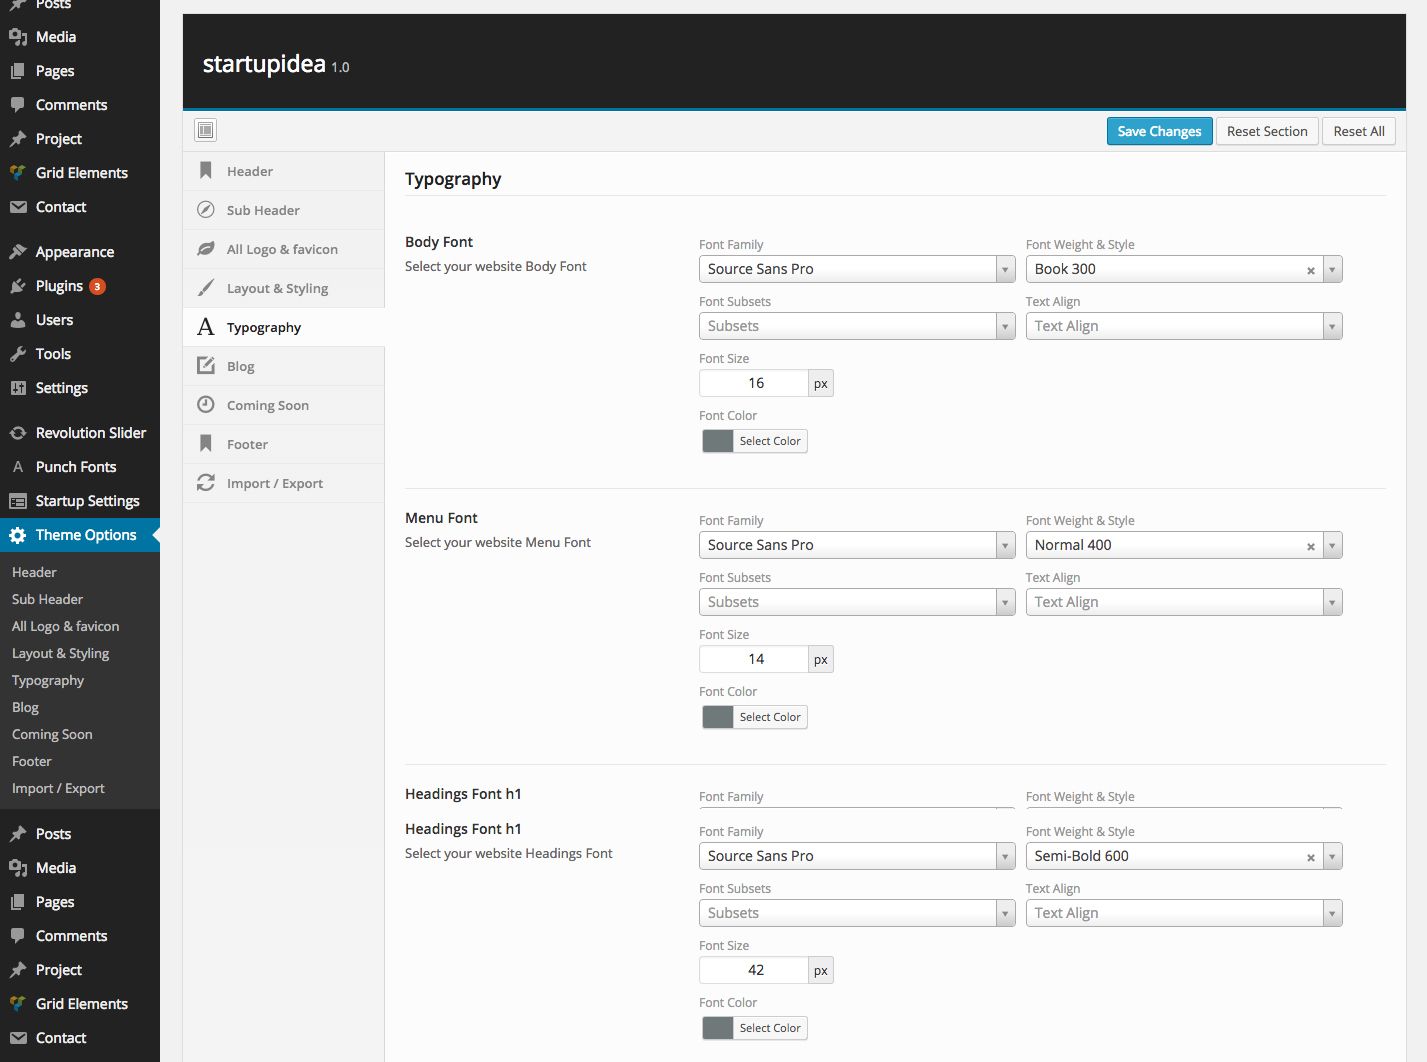 Posts
Media
Pages
Comments
Project
Grid Elements
Contact
Appearance
Plugins 3
Users
Tools
Settings
Revolution Slider
Punch Fonts
Startup Settings
Theme Options
Header
Sub Header
All Logo & favicon
Layout & Styling
Typography
Blog
Coming Soon
Footer
Import / Export
Posts
Media
Pages
Comments
Project
Grid Elements
Contact
startupidea 1.0
Save Changes Reset Section Reset All
Header
Sub Header
All Logo & favicon
Layout & Styling
Typography
Blog
Coming Soon
Footer
Import / Export
Typography
Body Font
Select your website Body Font
Font Family Font Weight & Style
Source Sans Pro Book 300
Font Subsets Text Align
Subsets Text Align
Font Size
16 px
Font Color
Select Color
Menu Font
Select your website Menu Font
Font Family Font Weight & Style
Source Sans Pro Normal 400
Font Subsets Text Align
Subsets Text Align
Font Size
14 px
Font Color
Select Color
Headings Font h1
Font Family Font Weight & Style
Headings Font h1
Select your website Headings Font
Font Family Font Weight & Style
Source Sans Pro Semi-Bold 600
Font Subsets Text Align
Subsets Text Align
Font Size
42 px
Font Color
Select Color